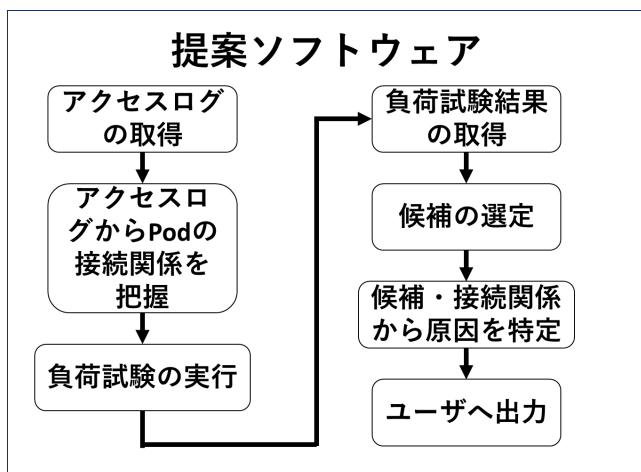 提案ソフトウェア
アクセスログ
の取得
アクセスロ
グからPodの
接続関係を
把握
負荷試験の実行
負荷試験結果
の取得
候補の選定
候補・接続関係
から原因を特定
ユーザへ出力